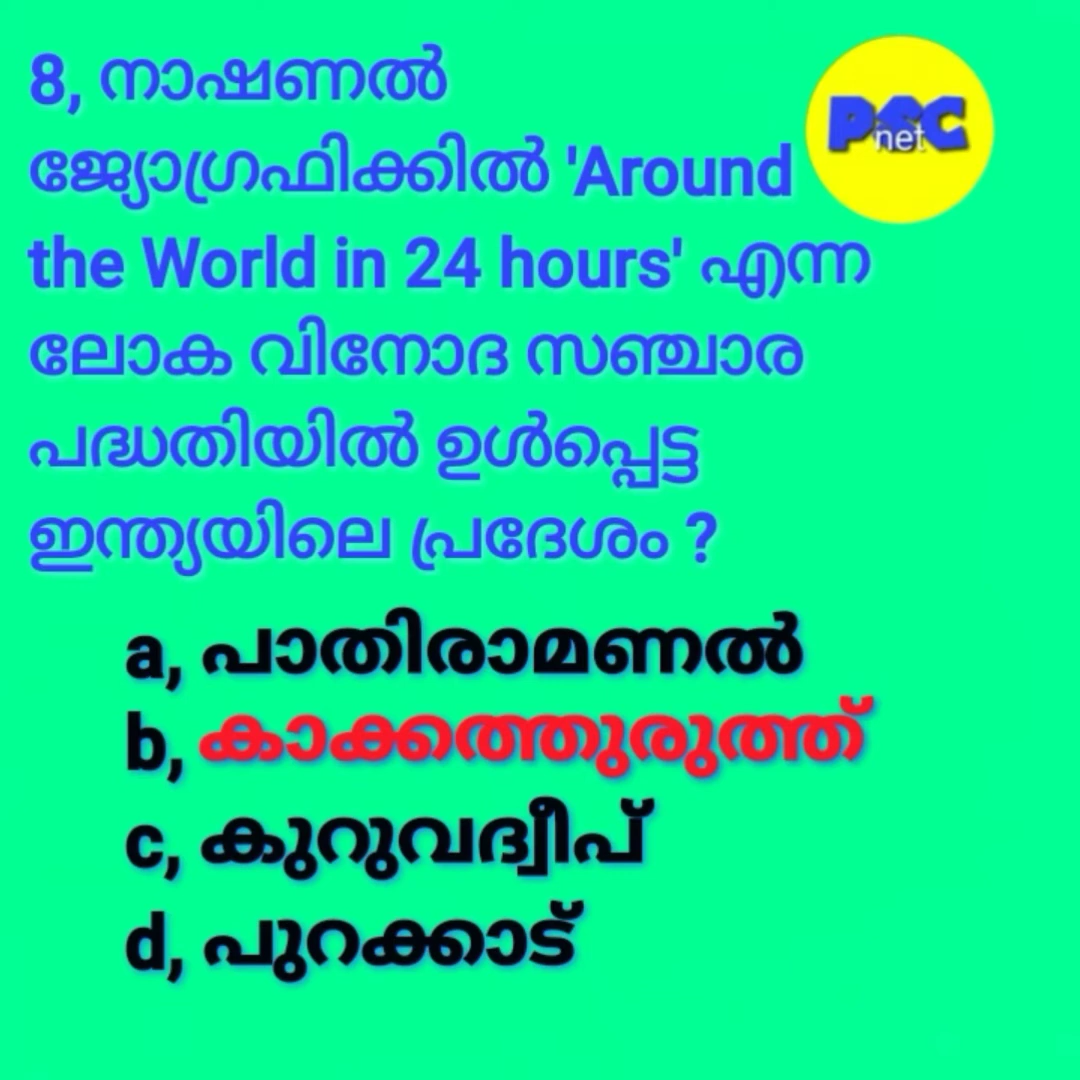 8, നാഷണൽ
ജ്യോഗ്രഫിക്കിൽ 'Around
PSC
net
the World in 24 hours' എന്ന
ലോക വിനോദ സഞ്ചാര
പദ്ധതിയിൽ ഉൾപ്പെട്ട
ഇന്ത്യയിലെ പ്രദേശം ?
a, പാതിരാമണൽ
b, കാക്കത്തുരുത്ത്
c, കുറുവദ്വീപ്
d, പുറക്കാട്